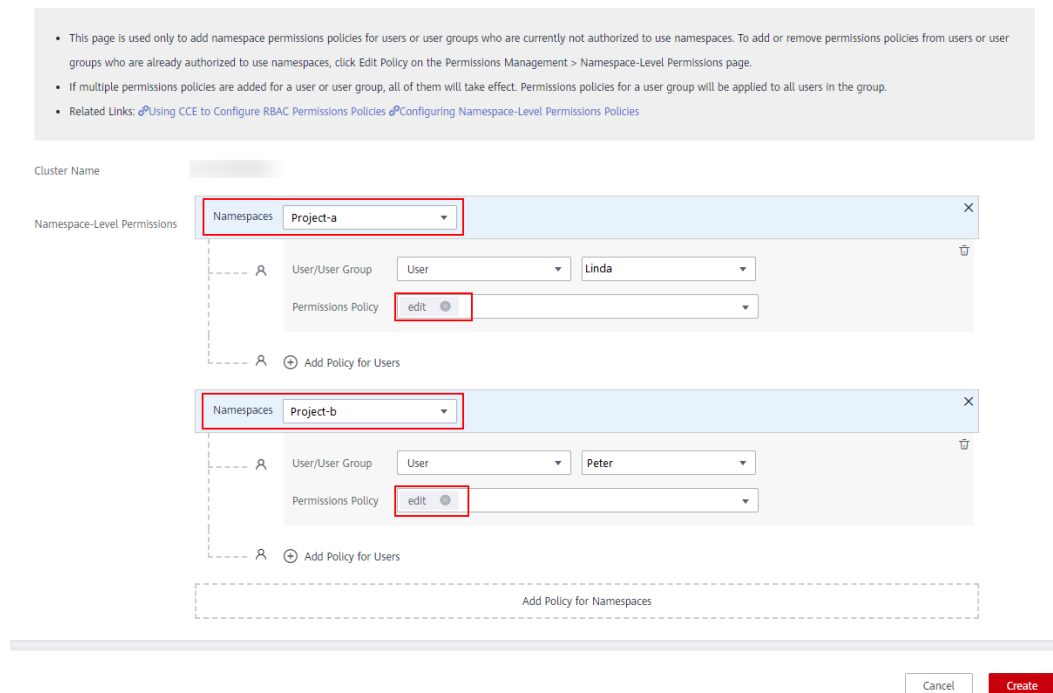 • This page is used only to add namespace permissions policies for users or user groups who are currently not authorized to use namespaces. To add or remove permissions policies from users or user
groups who are already authorized to use namespaces, click Edit Policy on the Permissions Management > Namespace-Level Permissions page.
• If multiple permissions policies are added for a user or user group, all of them will take effect. Permissions policies for a user group will be applied to all users in the group.
• Related Links: Using CCE to Configure RBAC Permissions Policies Configuring Namespace-Level Permissions Policies
Cluster Name
Namespace-Level Permissions
Namespaces Project-a
User/User Group User Linda
Permissions Policy edit
Add Policy for Users
Namespaces Project-b
User/User Group User Peter
Permissions Policy edit
Add Policy for Users
Add Policy for Namespaces
Cancel Create